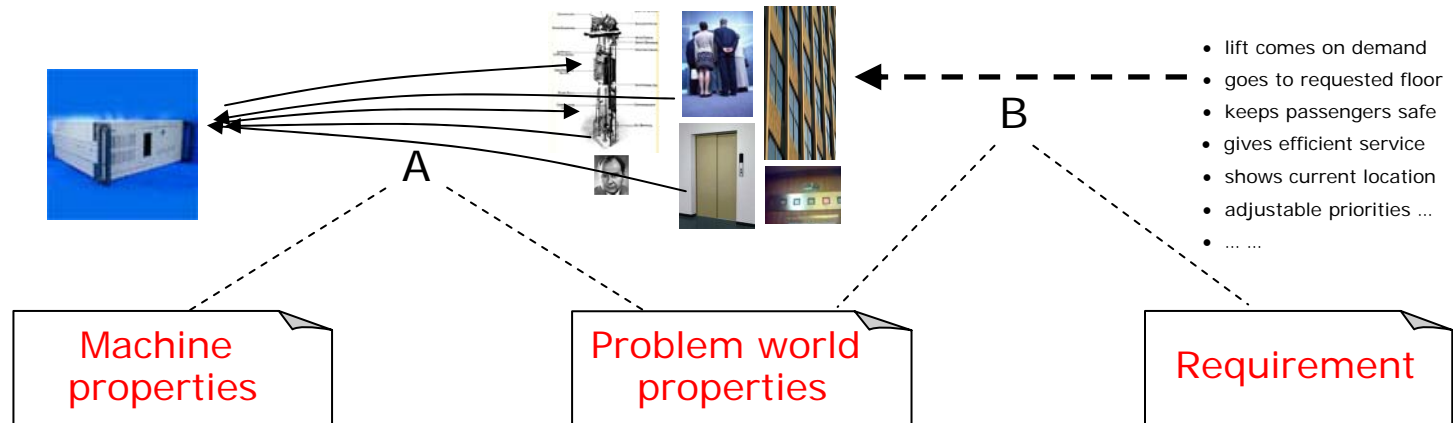 • lift comes on demand
• goes to requested floor
• keeps passengers safe
• gives efficient service
• shows current location
• adjustable priorities ...
• ... ...
A
B
Machine
properties
Problem world
properties
Requirement